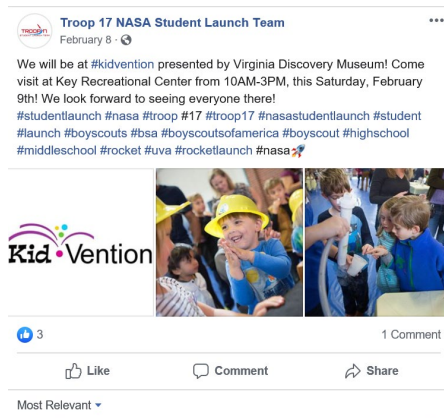 Troop 17 NASA Student Launch Team
February 8 ·
We will be at #kidvention presented by Virginia Discovery Museum! Come
visit at Key Recreational Center from 10AM-3PM, this Saturday, February
9th! We look forward to seeing everyone there!
#studentlaunch #nasa #troop #17 #troop17 #nasastudentlaunch #student
#launch #boyscouts #bsa #boyscoutsofamerica #boyscout #highschool
#middleschool #rocket #uva #rocketlaunch #nasa🚀
Kid•Vention
3
1 Comment
Like
Comment
Share
Most Relevant